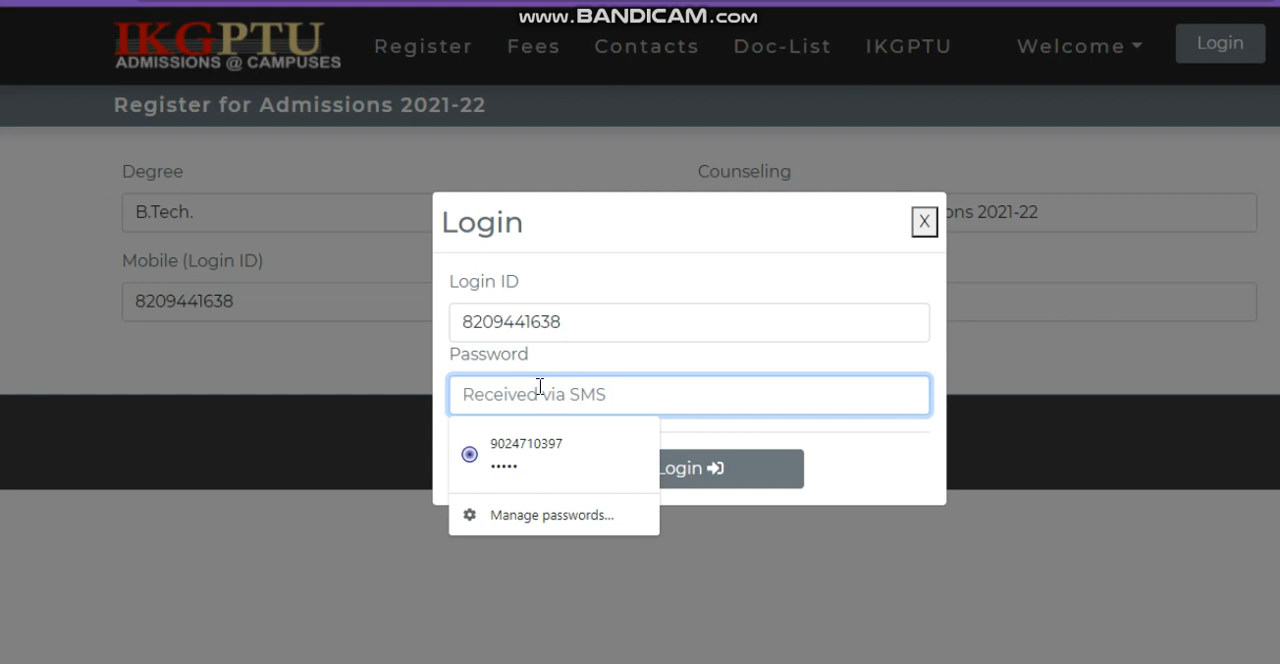 www.BANDICAM.com
IKGPTU
ADMISSIONS @ CAMPUSES
Register
Fees
Contacts
Doc-List
IKGPTU
Welcome
Login
Register for Admissions 2021-22
Degree
Counseling
B.Tech.
ons 2021-22
Mobile (Login ID)
8209441638
Login
X
Login ID
8209441638
Password
Received via SMS
9024710397
•••••
Login
Manage passwords...